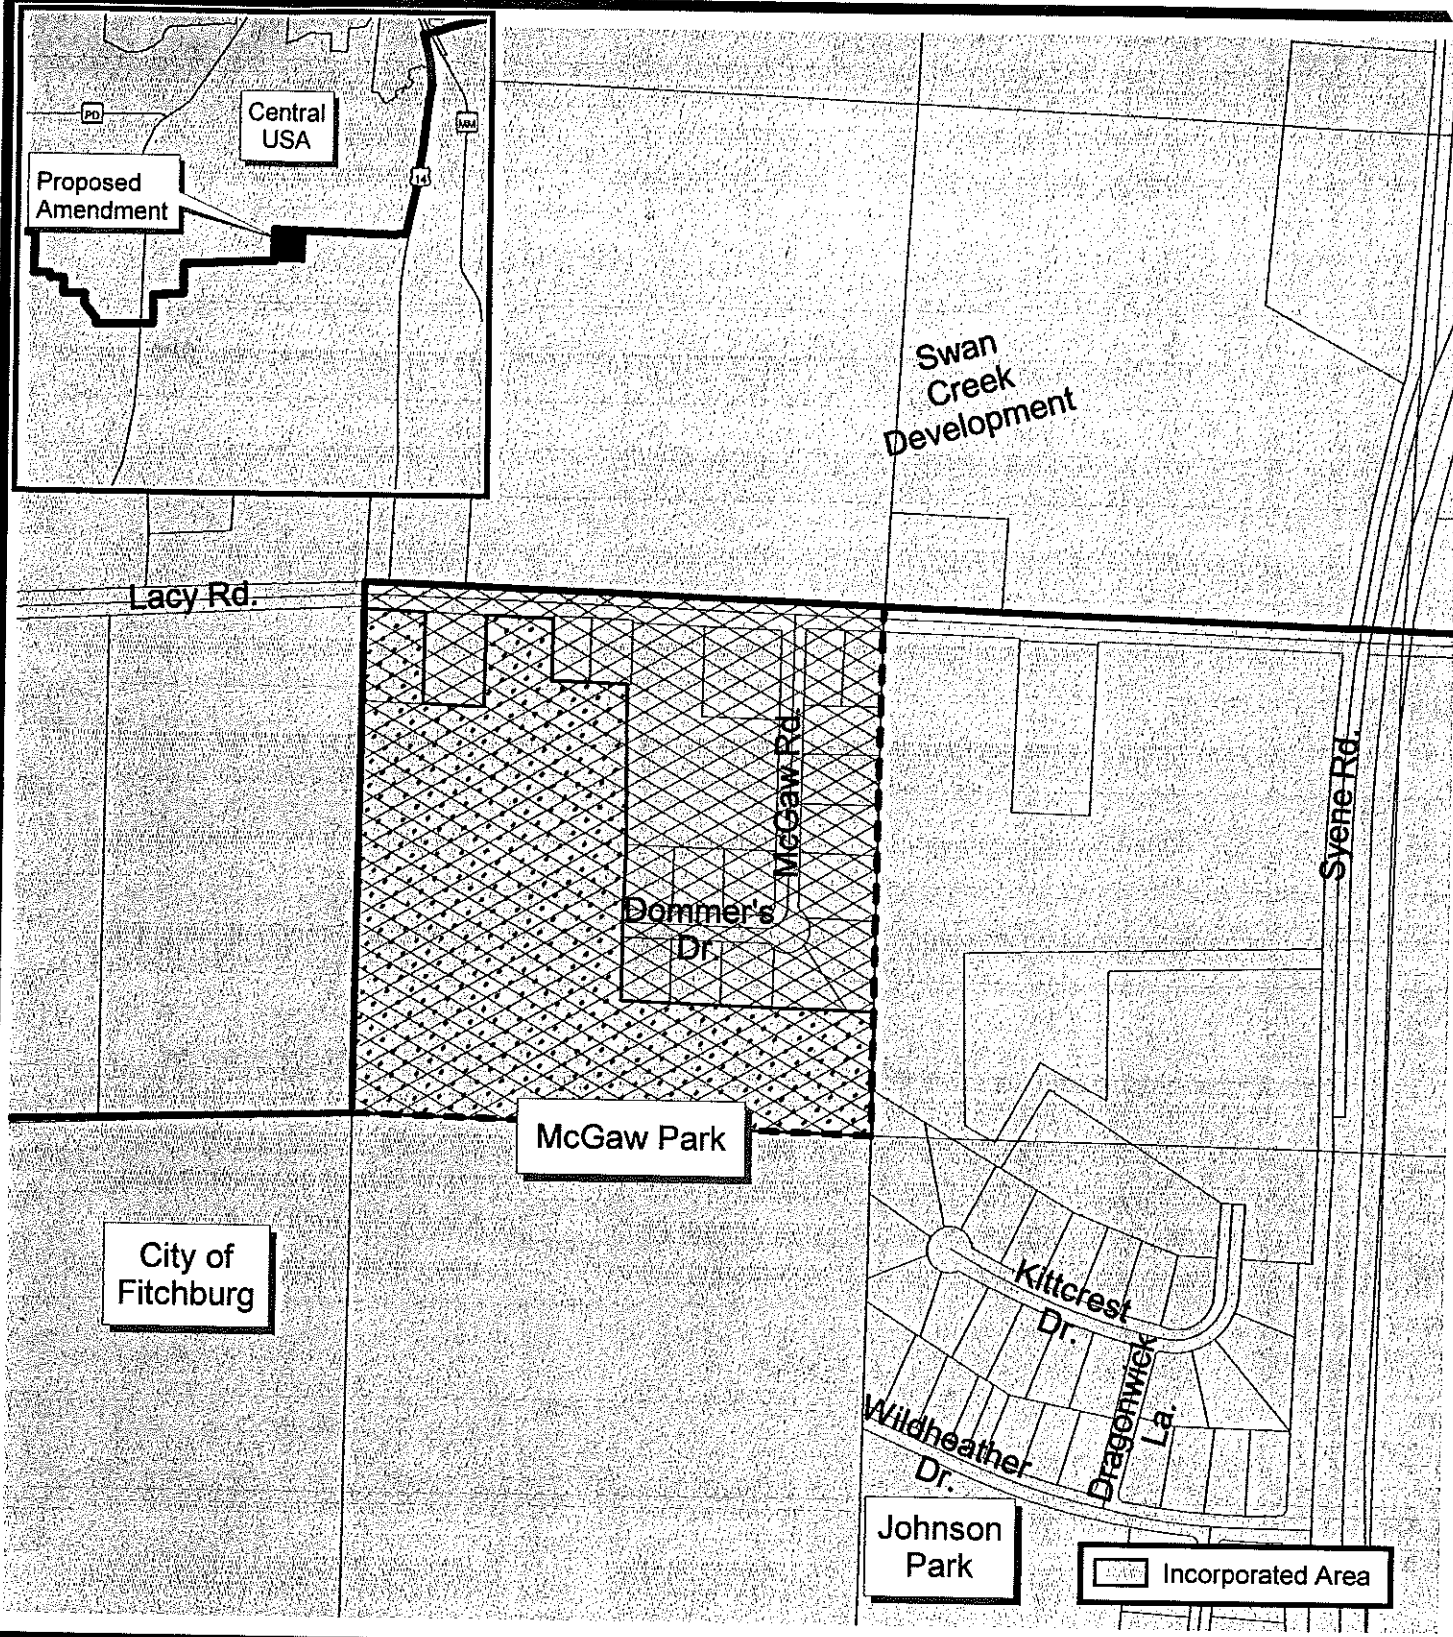 PD
Central
USA
MM
Proposed
Amendment
14
Swan
Creek
Development
Lacy Rd.
McGaw Rd.
Syene Rd.
Dommer's
Dr.
McGaw Park
City of
Fitchburg
Kittcrest
Dr.
Dragonwick
La.
Wildheather
Dr.
Johnson
Park
Incorporated Area